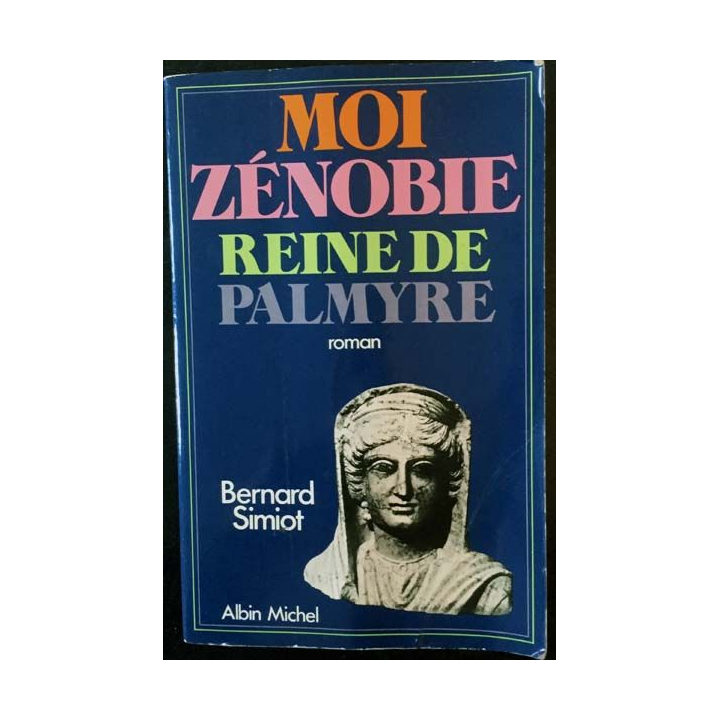 MOI
ZÉNOBIE
REINE DE
PALMYRE
roman
Bernard
Simiot
Albin Michel